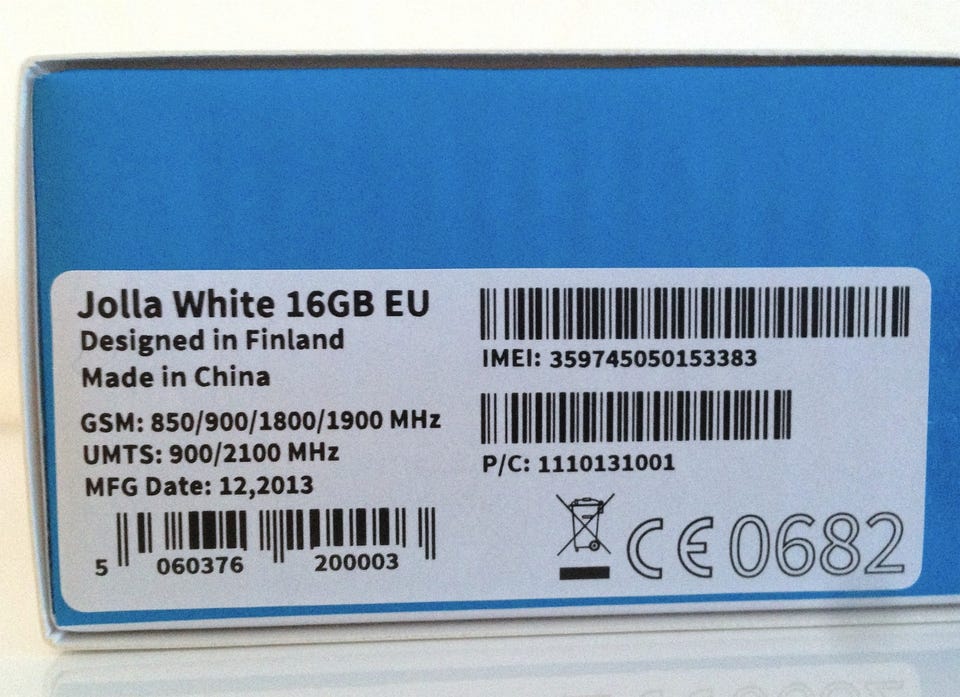 Jolla White 16GB EU
Designed in Finland
Made in China
GSM: 850/900/1800/1900 MHz
UMTS: 900/2100 MHz
MFG Date: 12,2013
5 060376 200003
IMEI: 359745050153383
P/C: 1110131001
CE0682